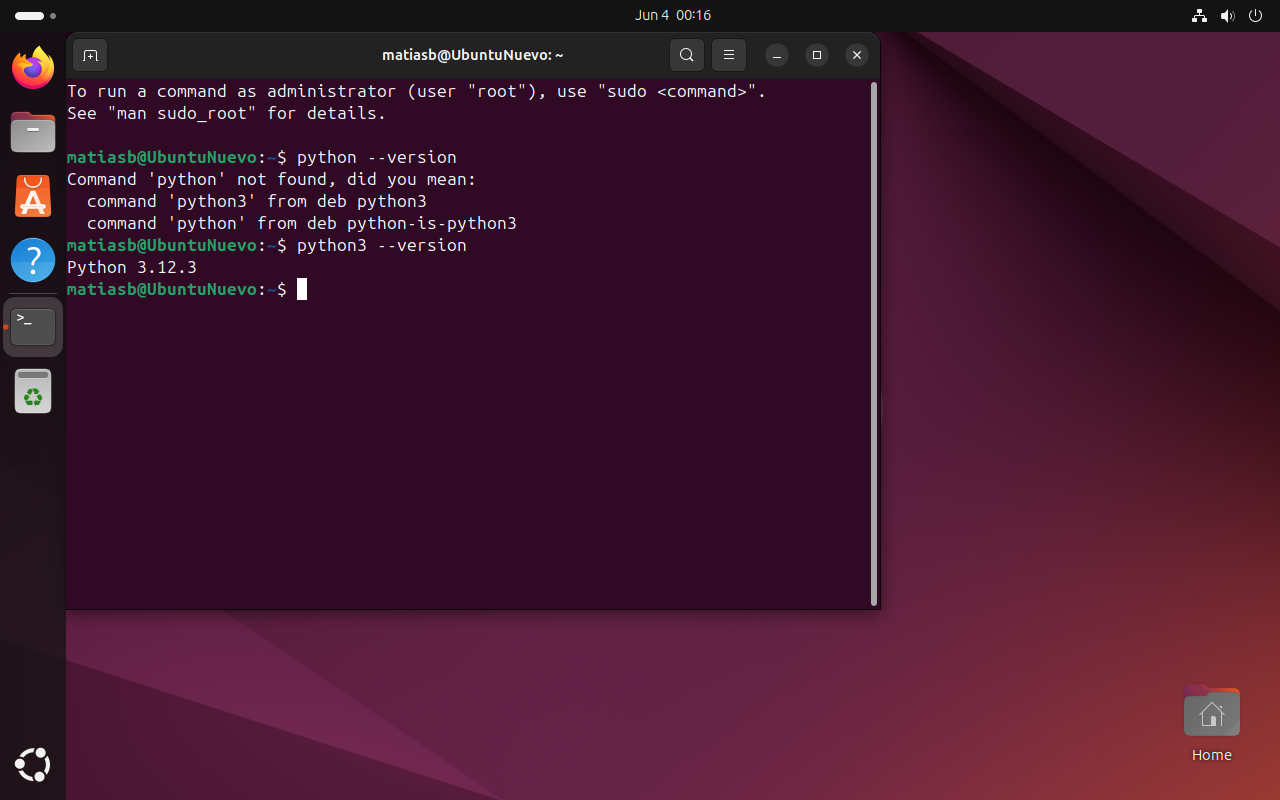 Jun 4 00:16
matiasb@UbuntuNuevo: ~
To run a command as administrator (user "root"), use "sudo <command>".
See "man sudo_root" for details.
matiasb@UbuntuNuevo:~$ python --version
Command 'python' not found, did you mean:
  command 'python3' from deb python3
  command 'python' from deb python-is-python3
matiasb@UbuntuNuevo:~$ python3 --version
Python 3.12.3
matiasb@UbuntuNuevo:~$
Home